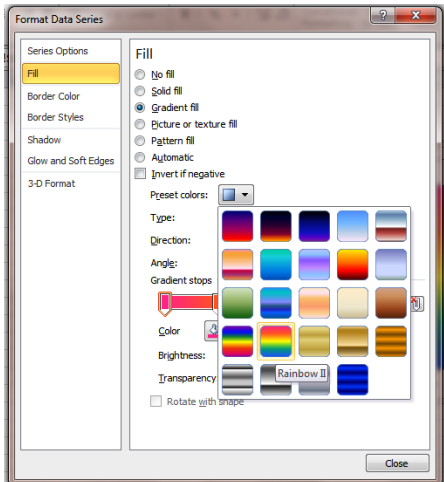 Format Data Series
Series Options
Fill
Border Color
Border Styles
Shadow
Glow and Soft Edges
3-D Format
Fill
No fill
Solid fill
Gradient fill
Picture or texture fill
Pattern fill
Automatic
Invert if negative
Preset colors:
Type:
Direction:
Angle:
Gradient stops
Color
Brightness:
Transparency
Rainbow II
Rotate with shape
Close